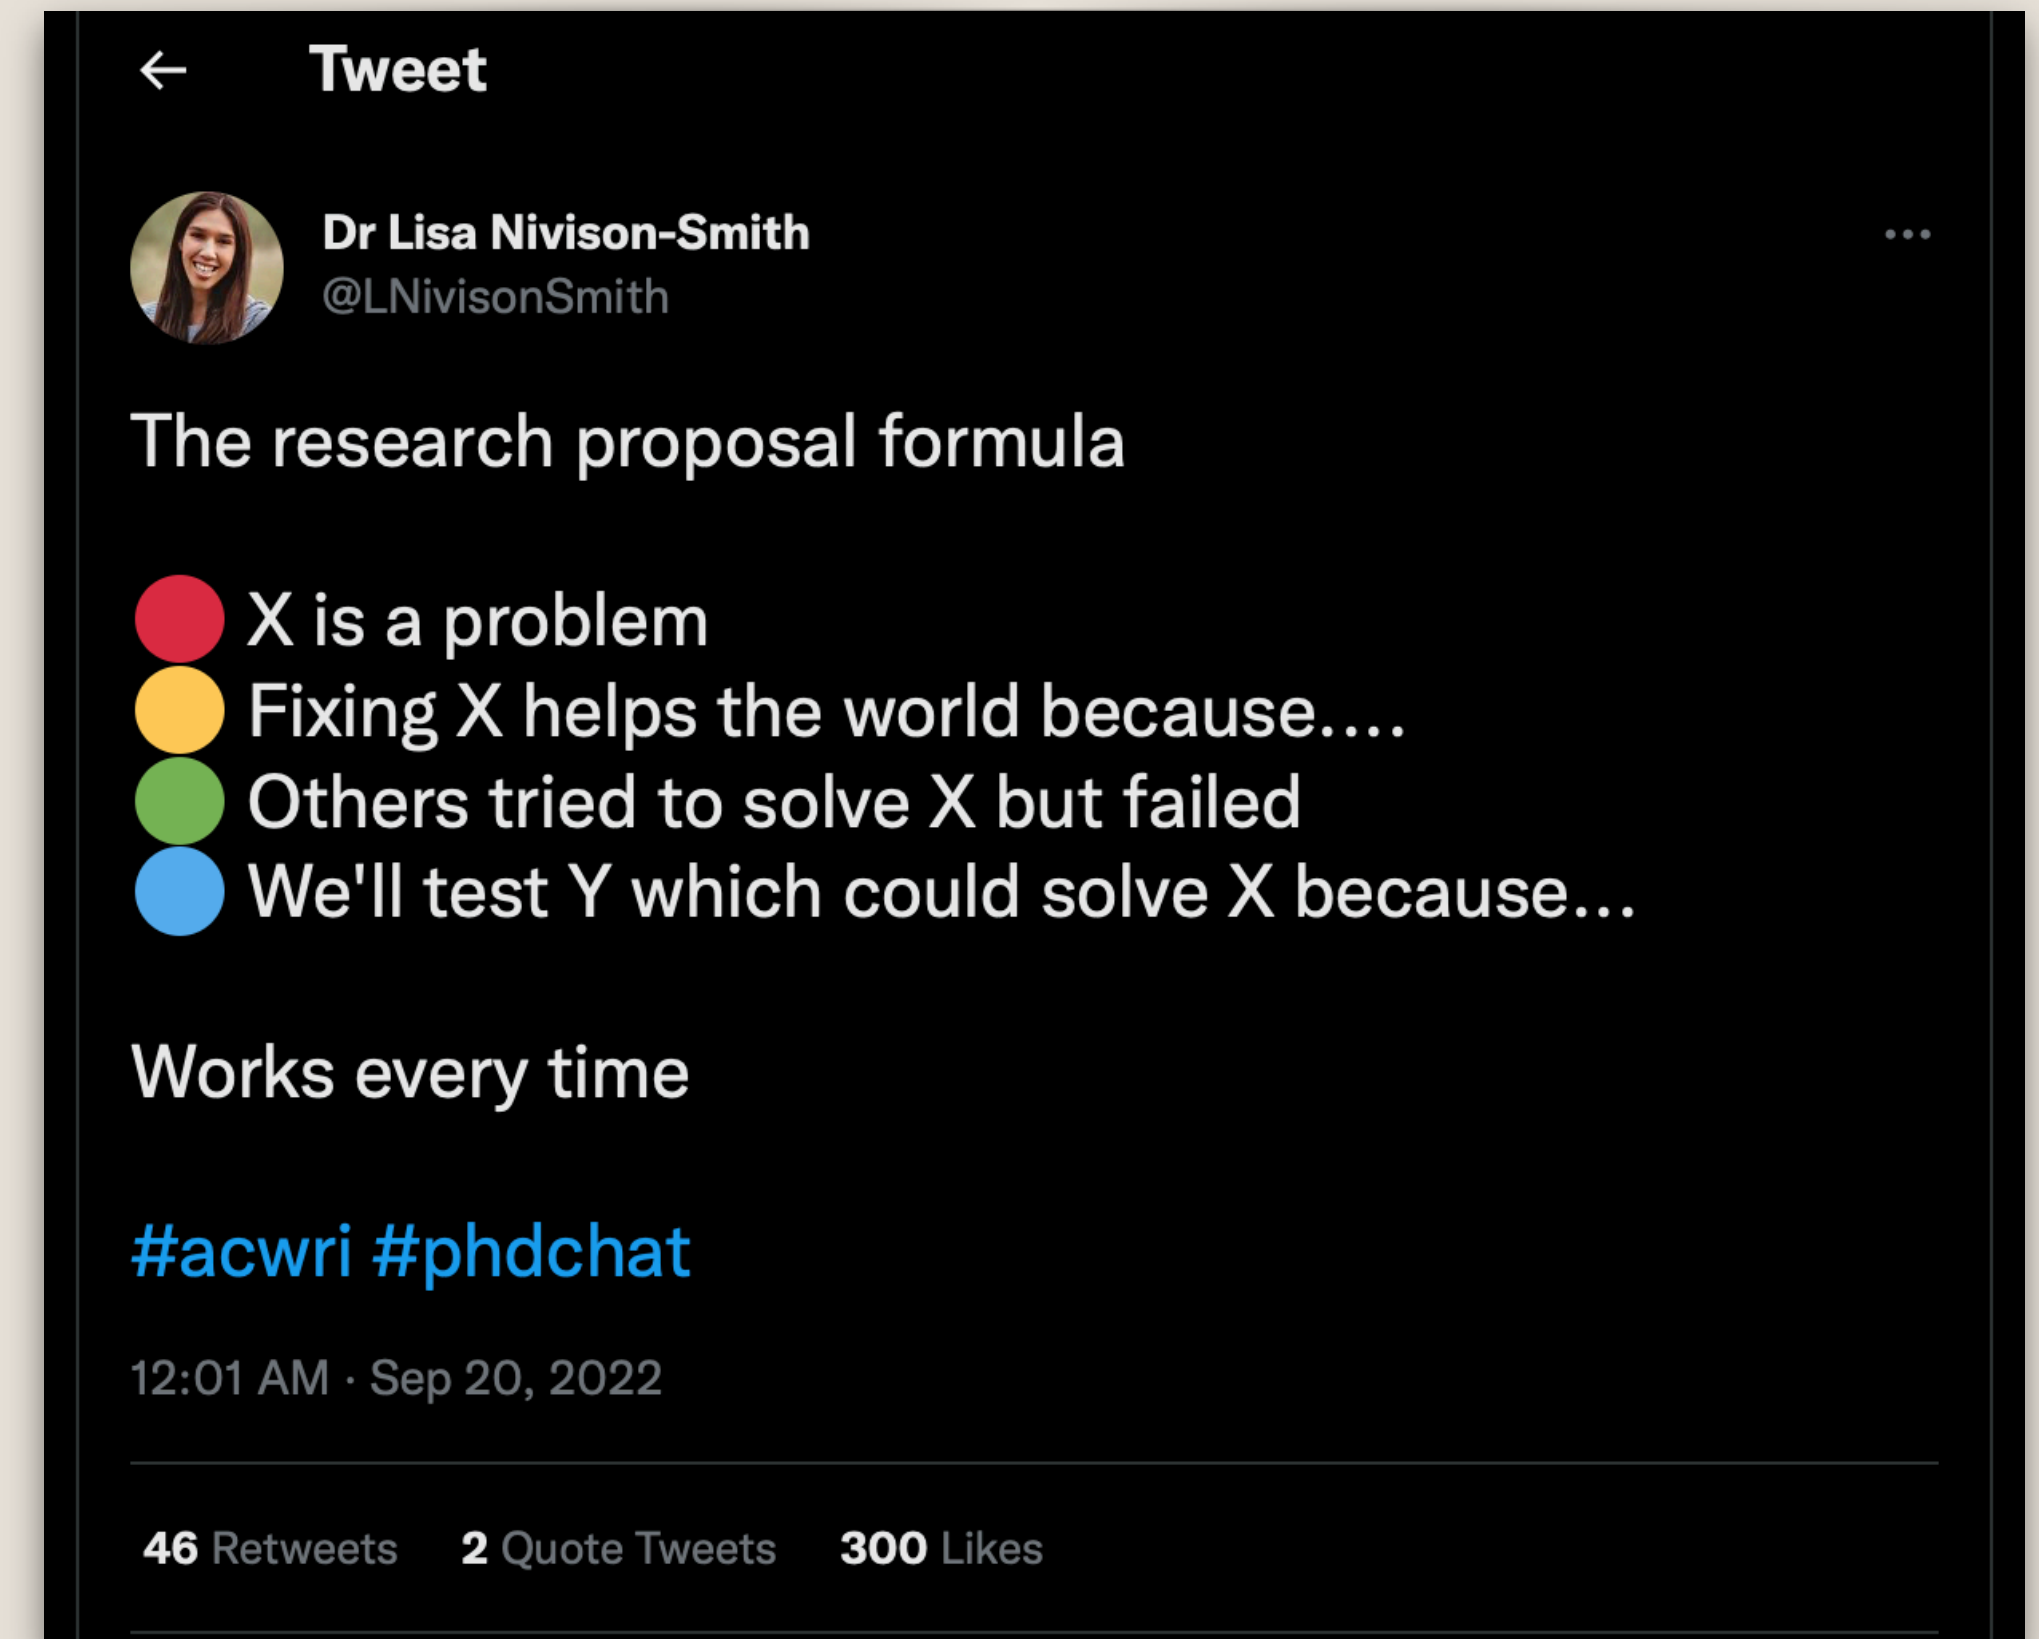 Tweet
Dr Lisa Nivison-Smith
@LNivisonSmith
The research proposal formula
X is a problem
Fixing X helps the world because....
Others tried to solve X but failed
We'll test Y which could solve X because...
Works every time
#acwri #phdchat
12:01 AM · Sep 20, 2022
46 Retweets 2 Quote Tweets 300 Likes